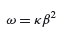 ω = κβ²